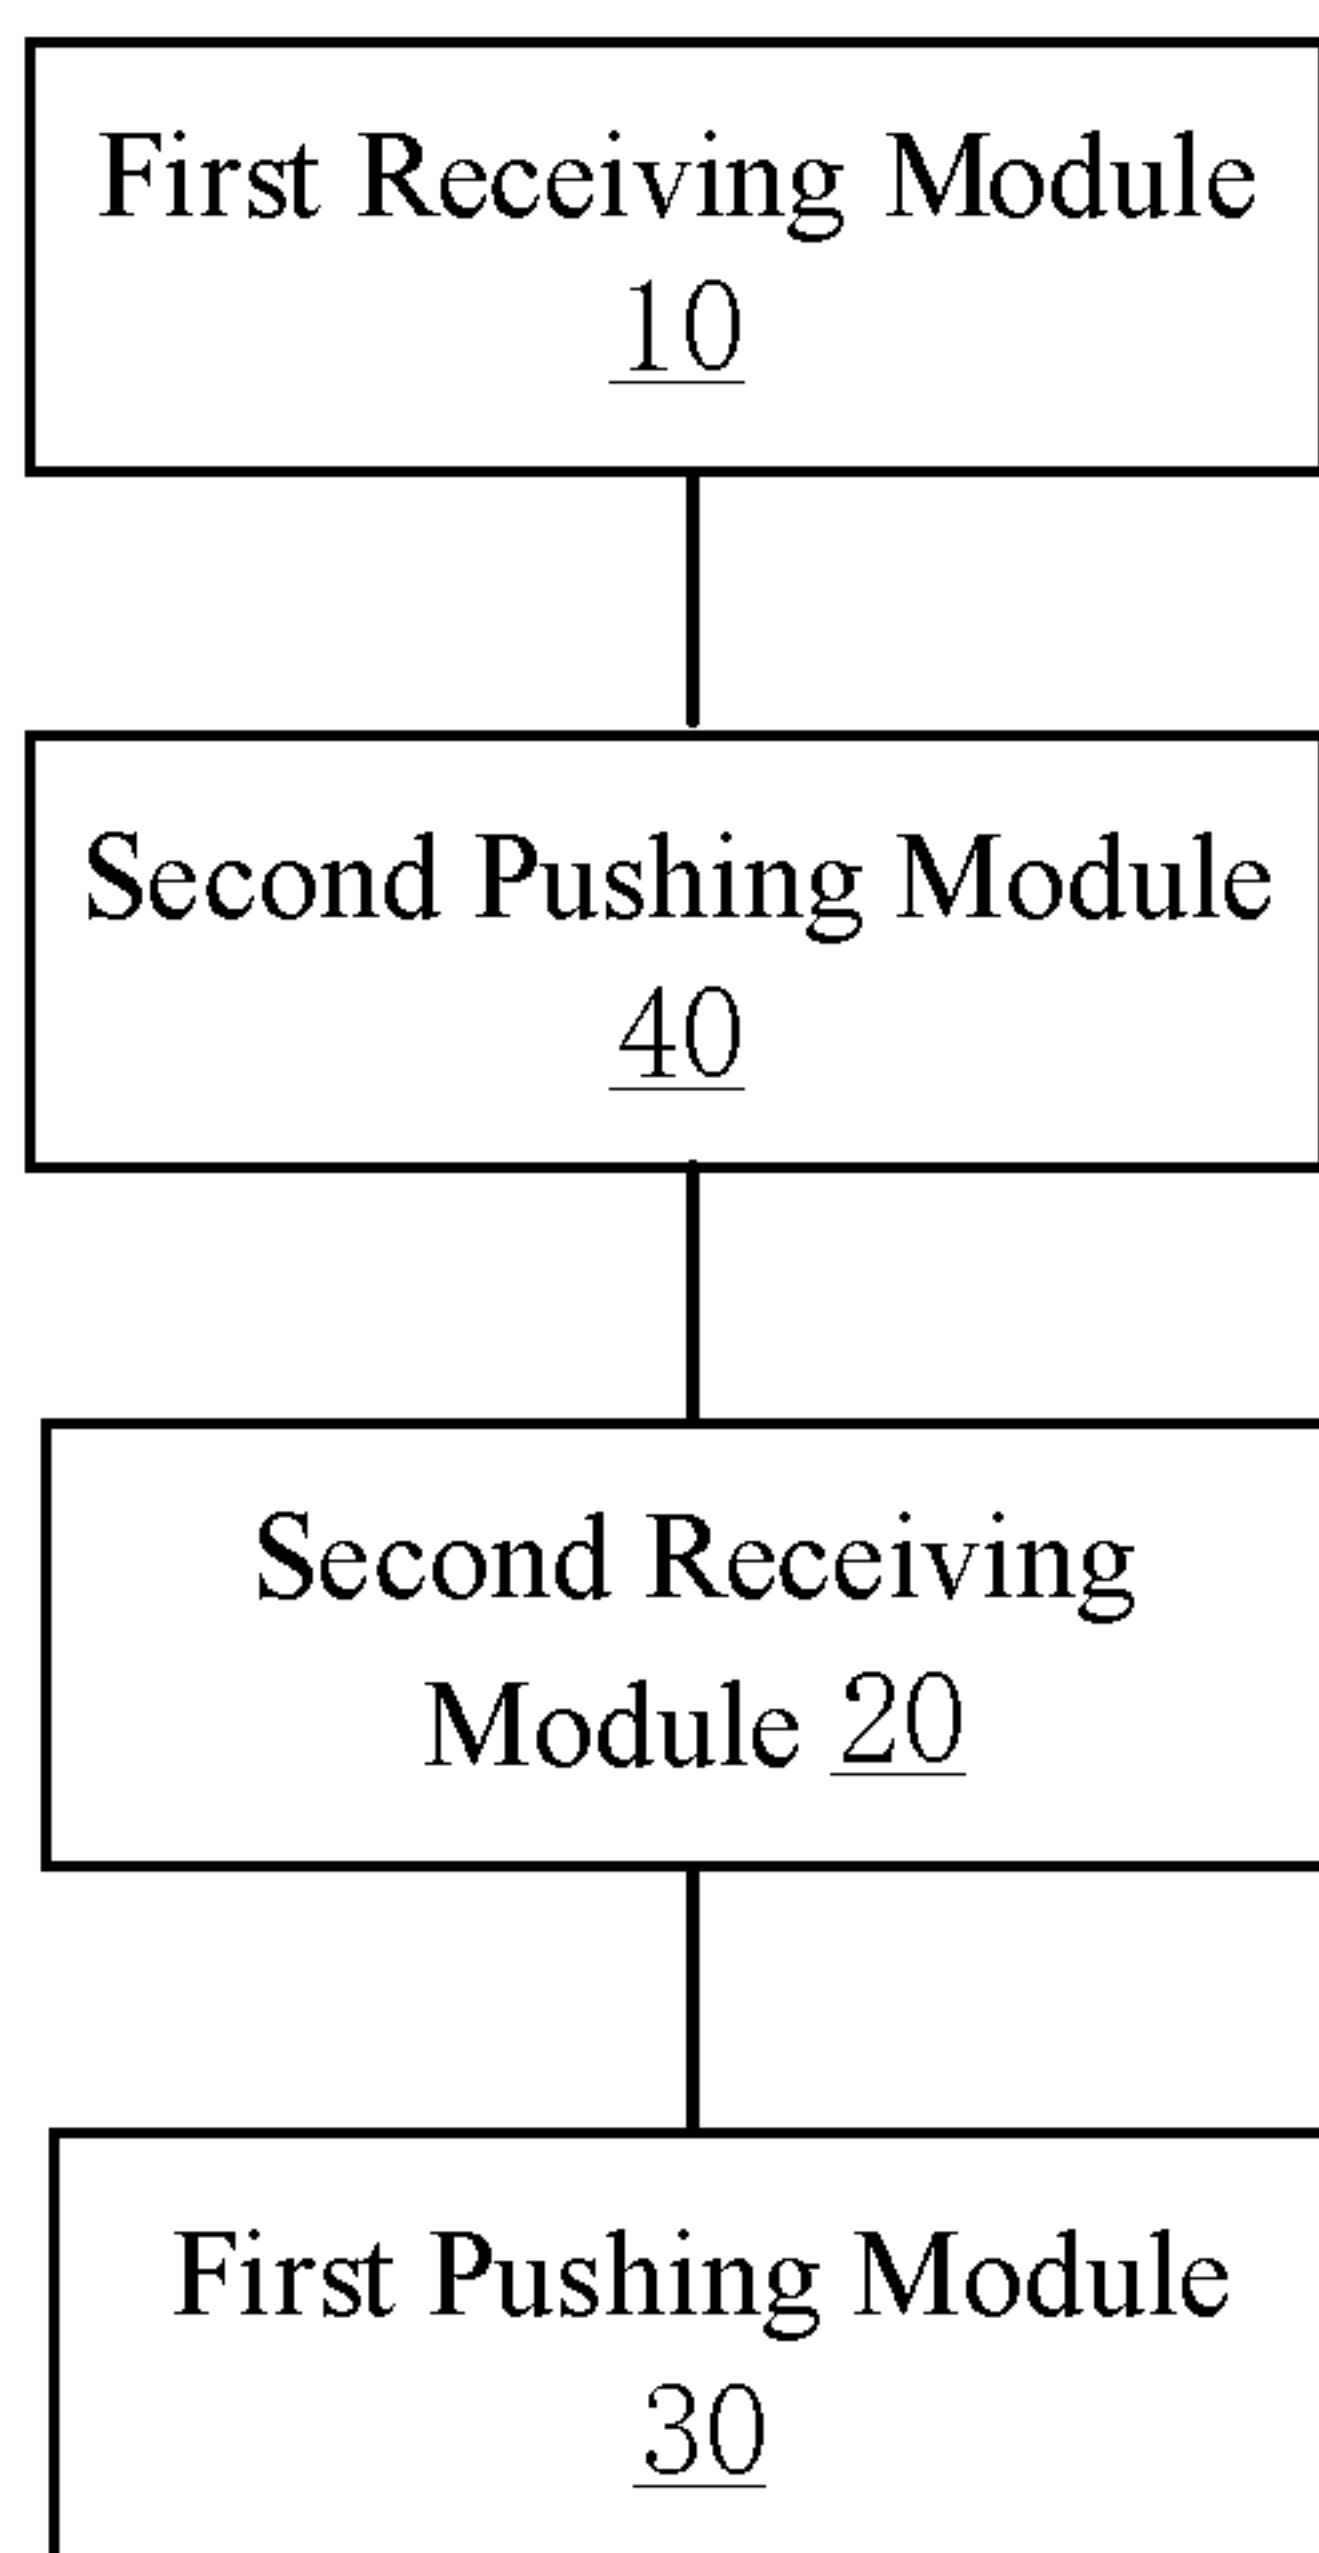 First Receiving Module
10
Second Pushing Module
40
Second Receiving
Module 20
First Pushing Module
30